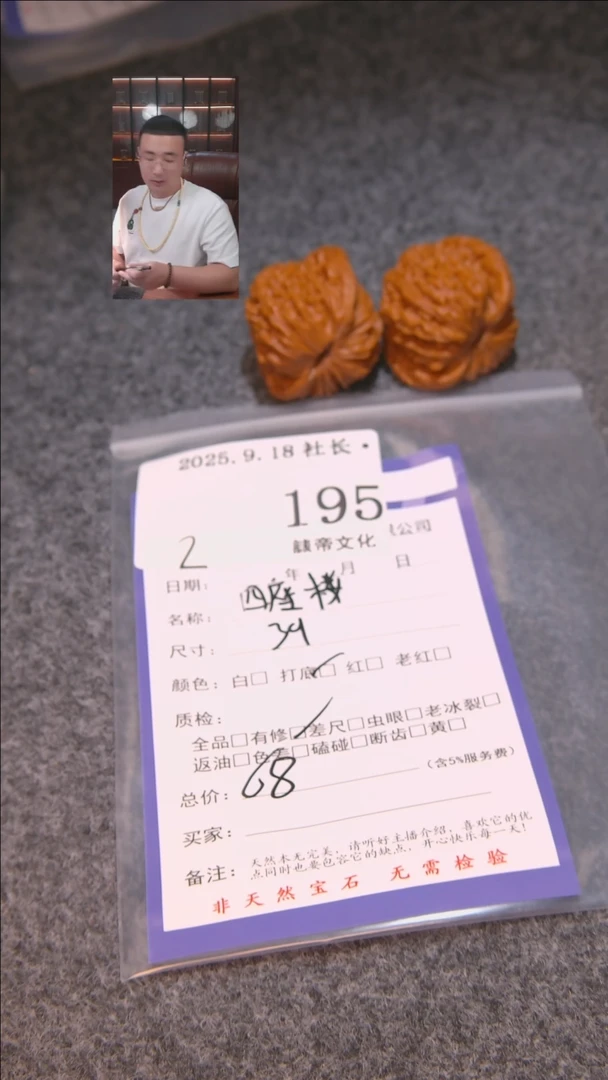 2025.9.18 社长.
195
公司
2
諌帝文化
日期： 年 月 日
名称： 四座楼
尺寸： 39
颜色：白□ 打底□ 红□ 老红□
质检：
全品□有修□差尺□虫眼□老冰裂□
返油□色差□磕碰□断齿□黄□
总价： 68 （含5%服务费）
买家：
备注： 天然本无完美，请听好主播介绍，喜欢它的优
点同时也要包容它的缺点，开心快乐每一天！
非天然宝石 无需检验